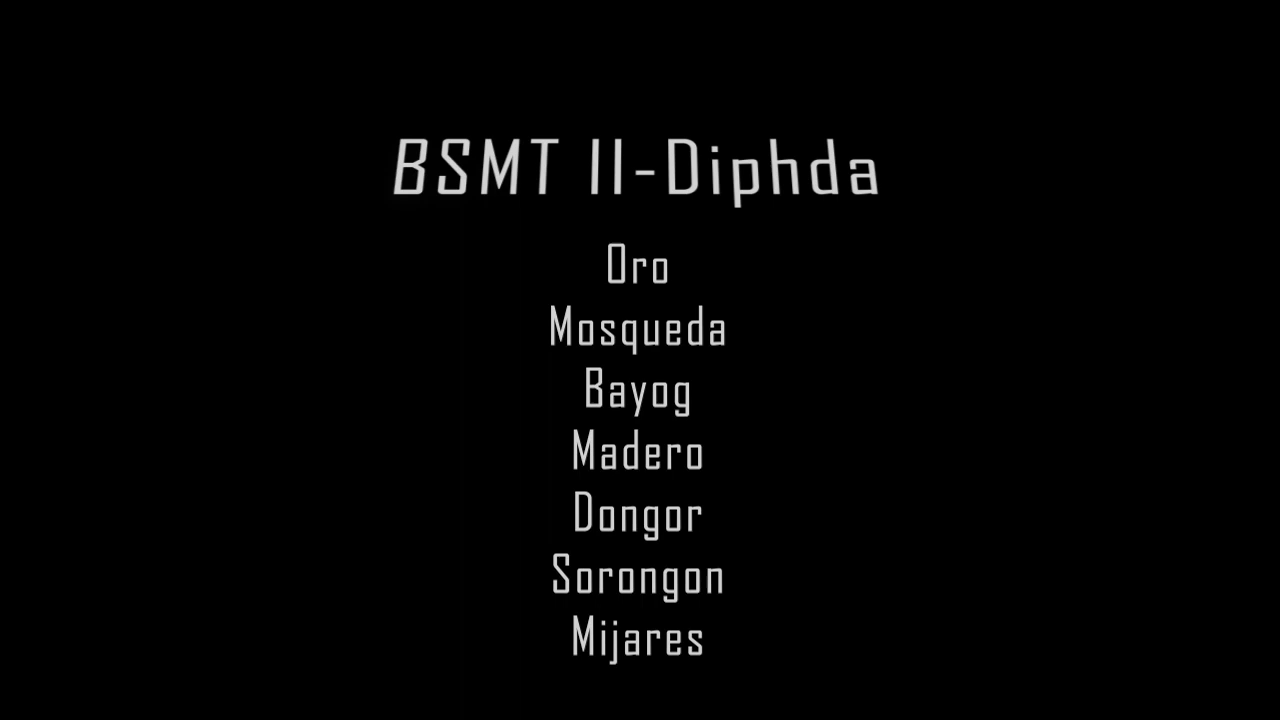 BSMT II-Diphda
Oro
Mosqueda
Bayog
Madero
Dongor
Sorongon
Mijares